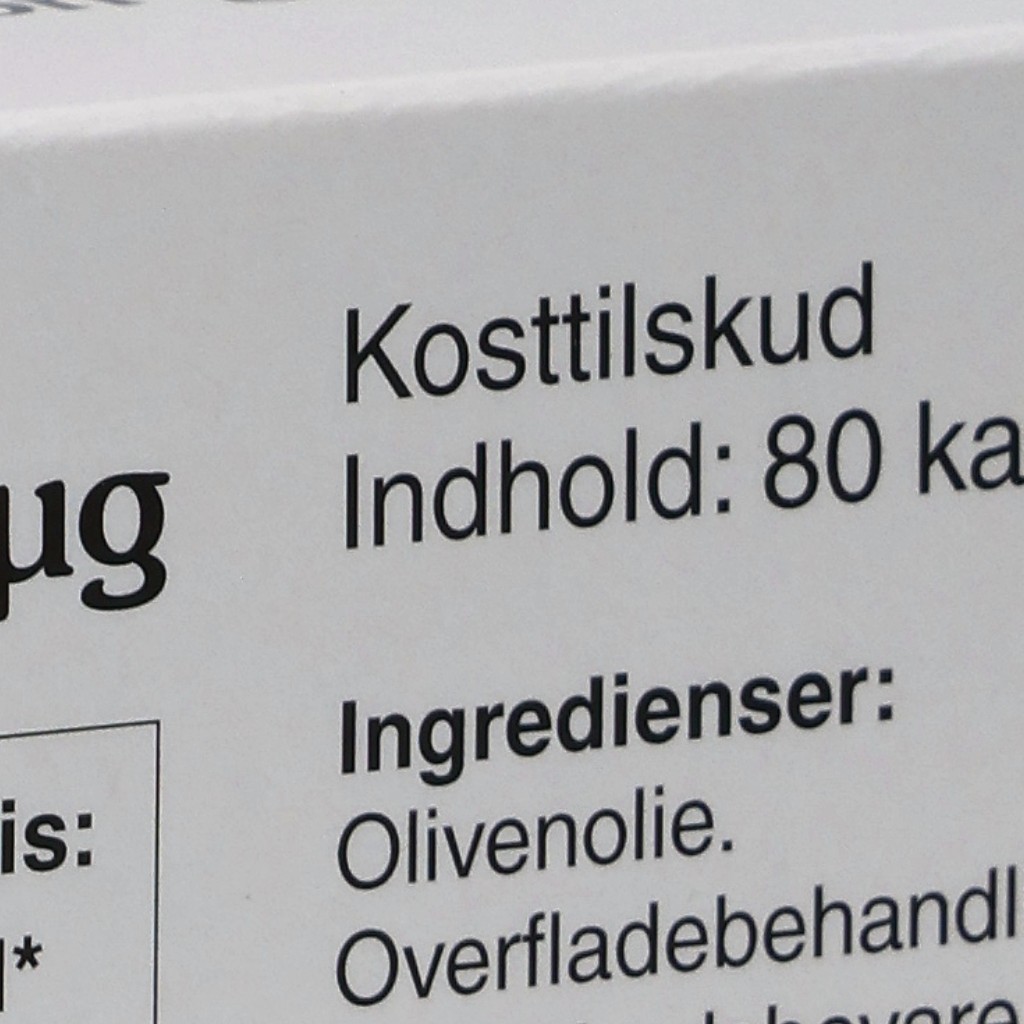 µg
is:
Kosttilskud
Indhold: 80 ka
Ingredienser:
Olivenolie.
Overfladebehandl